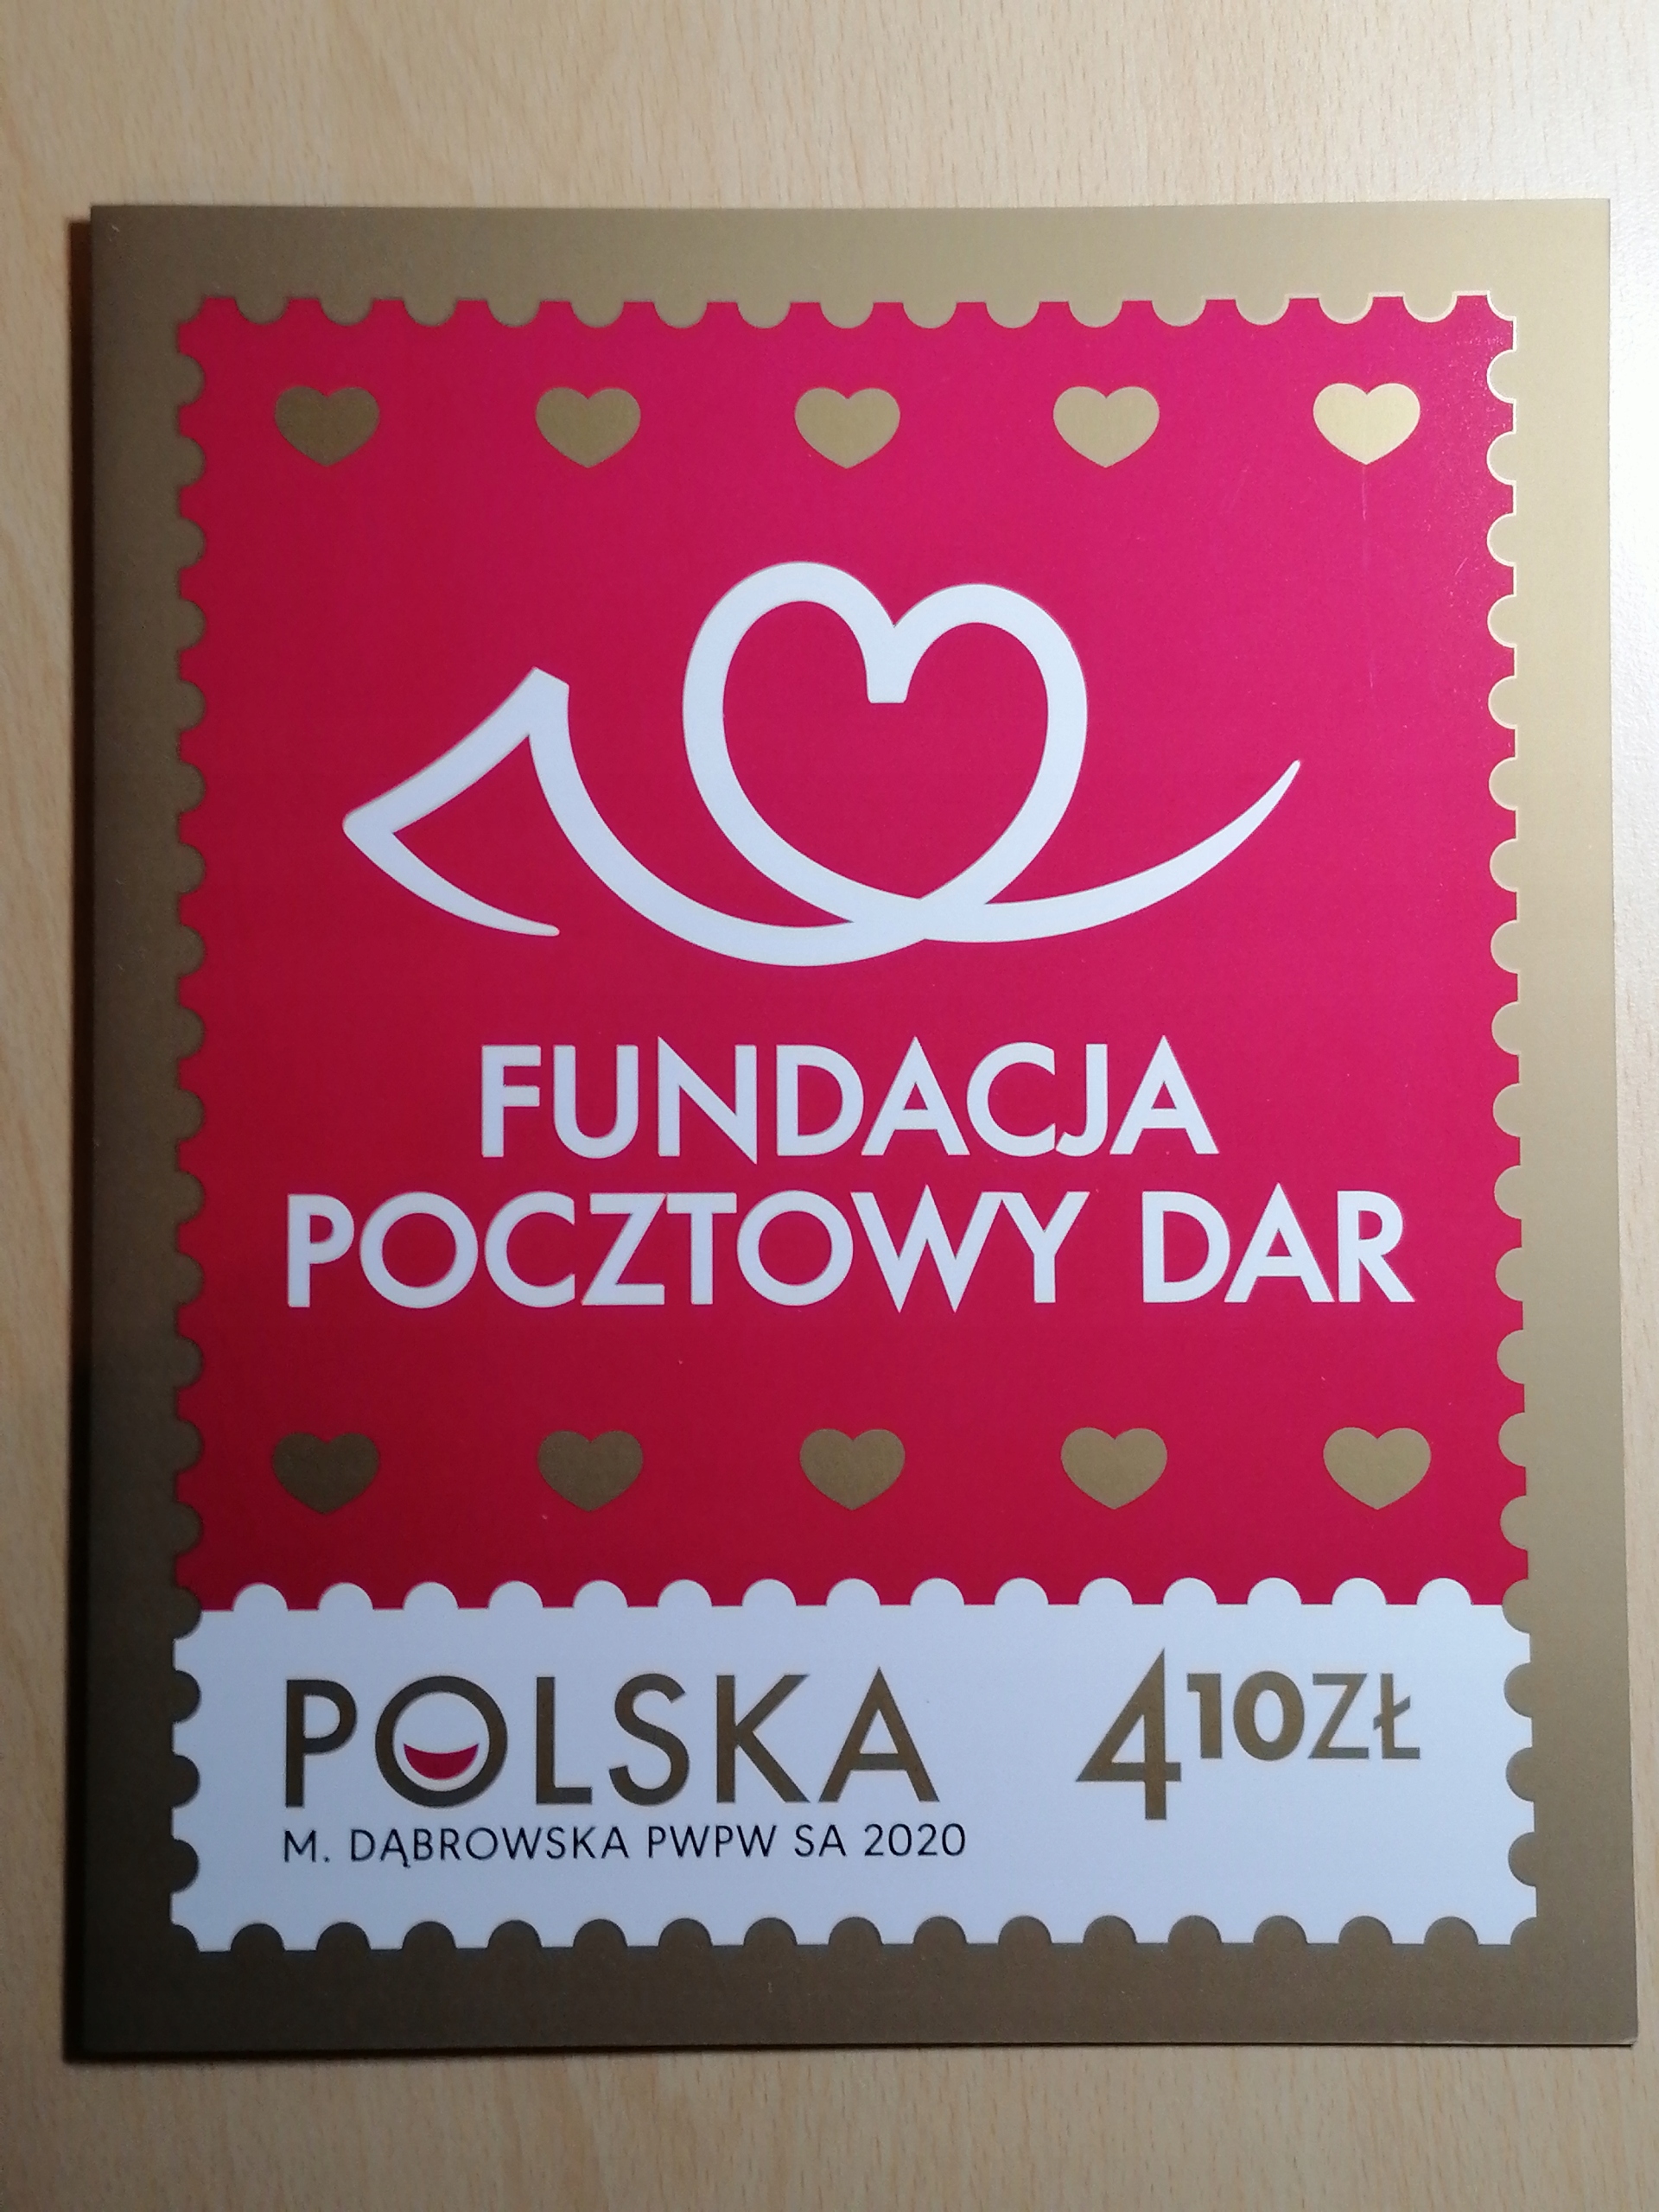 FUNDACJA
POCZTOWY DAR
POLSKA 4¹⁰ZŁ
M. DĄBROWSKA PWPW SA 2020